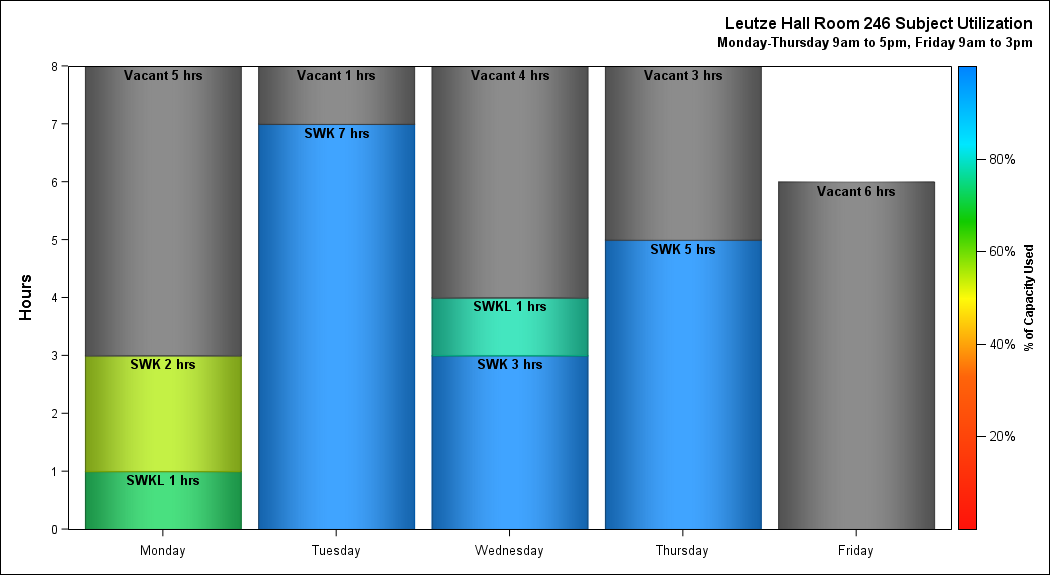 Leutze Hall Room 246 Subject Utilization
Monday-Thursday 9am to 5pm, Friday 9am to 3pm
Hours
8
7
6
5
4
3
2
1
0
Vacant 5 hrs
SWK 2 hrs
SWKL 1 hrs
Vacant 1 hrs
SWK 7 hrs
Vacant 4 hrs
SWKL 1 hrs
SWK 3 hrs
Vacant 3 hrs
SWK 5 hrs
Vacant 6 hrs
Monday
Tuesday
Wednesday
Thursday
Friday
80%
60%
40%
20%
% of Capacity Used